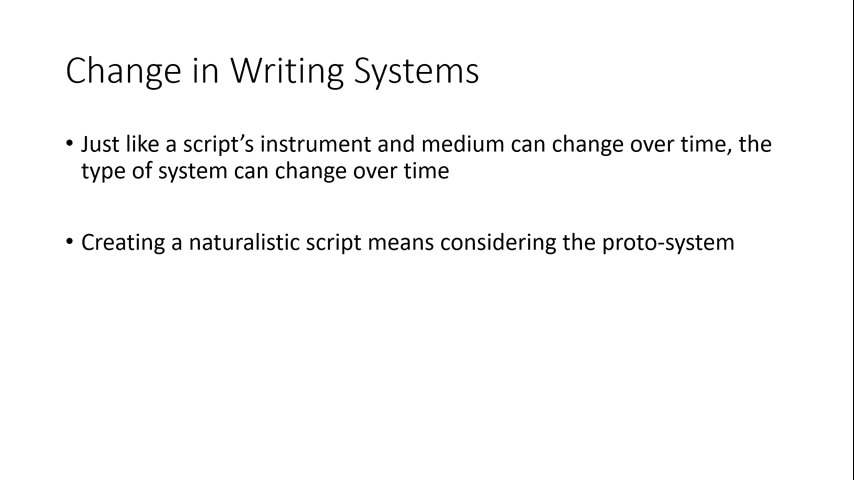 Change in Writing Systems
• Just like a script’s instrument and medium can change over time, the
type of system can change over time
• Creating a naturalistic script means considering the proto-system